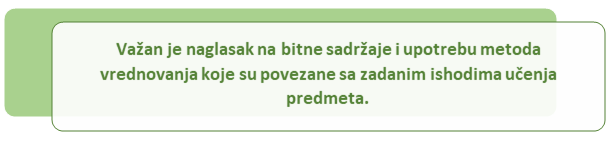 Važan je naglasak na bitne sadržaje i upotrebu metoda
vrednovanja koje su povezane sa zadanim ishodima učenja
predmeta.